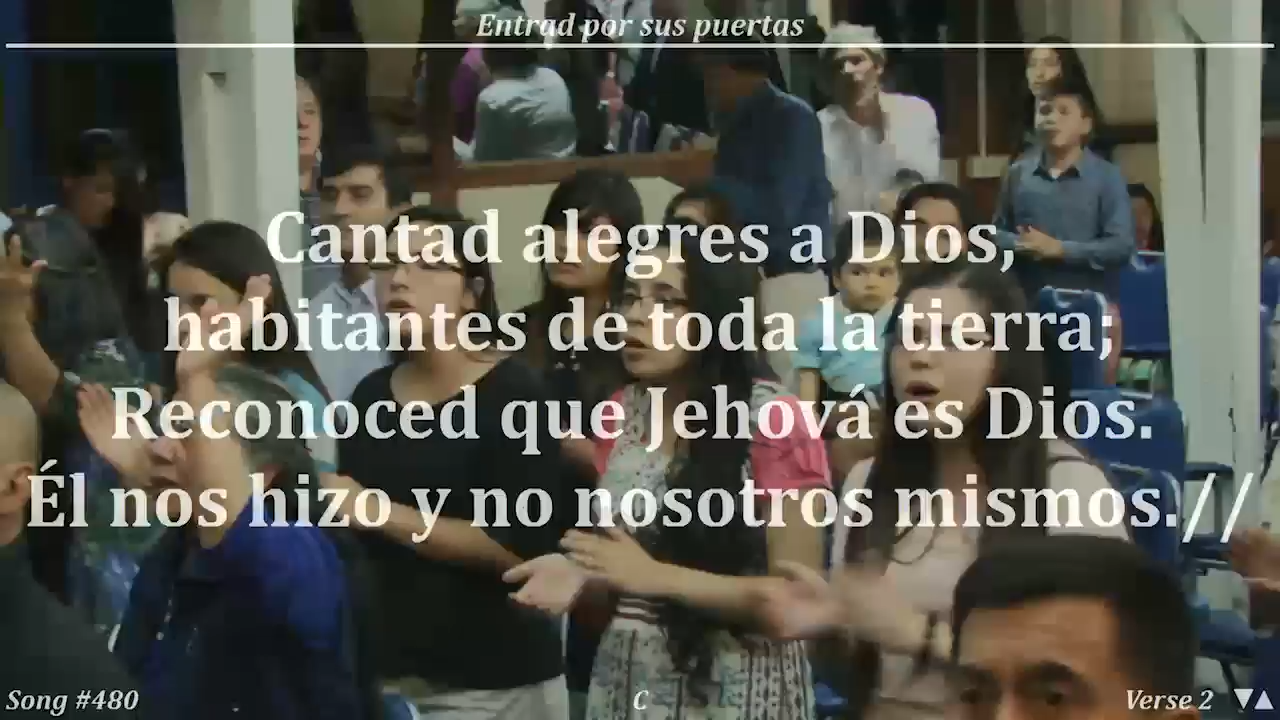 Entrad por sus puertas
Cantad alegres a Dios,
habitantes de toda la tierra;
Reconoced que Jehová es Dios.
Él nos hizo y no nosotros mismos.//
Song #480
C
Verse 2 ▼▲